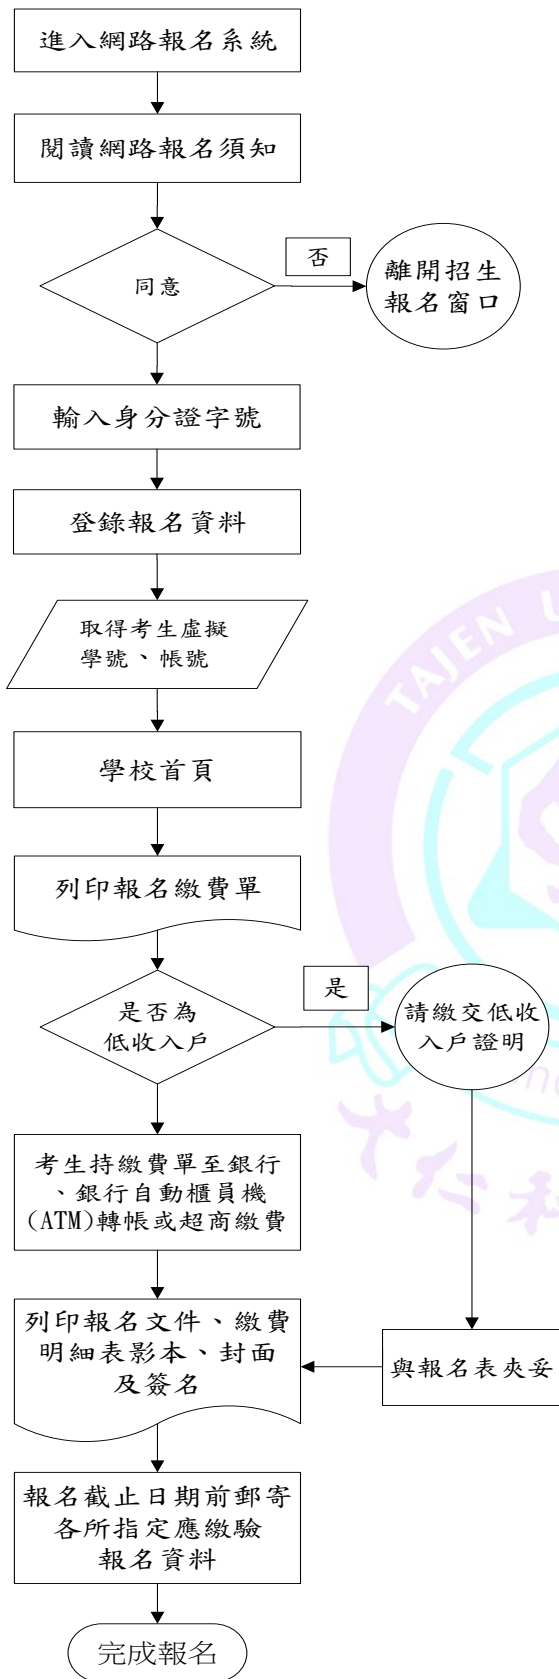 進入網路報名系統
閱讀網路報名須知
同意
否
離開招生
報名窗口
輸入身分證字號
登錄報名資料
取得考生虛擬
學號、帳號
學校首頁
列印報名繳費單
是否為
低收入戶
是
請繳交低收
入戶證明
考生持繳費單至銀行
、銀行自動櫃員機
(ATM)轉帳或超商繳費
列印報名文件、繳費
明細表影本、封面
及簽名
與報名表夾妥
報名截止日期前郵寄
各所指定應繳驗
報名資料
完成報名
TAJEN U
大仁科